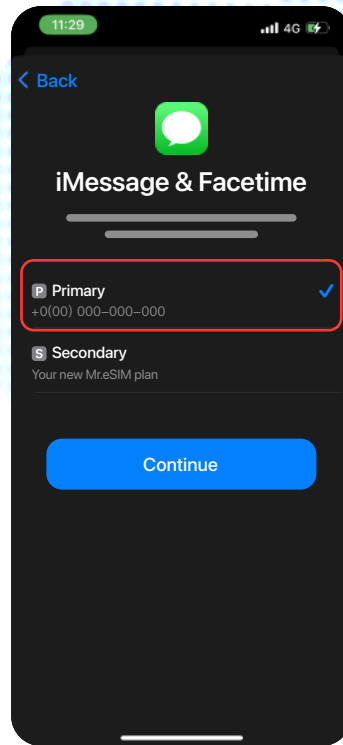 11:29
4G
Back
iMessage & Facetime
P Primary
+0(00) 000–000–000
S Secondary
Your new Mr.eSIM plan
Continue